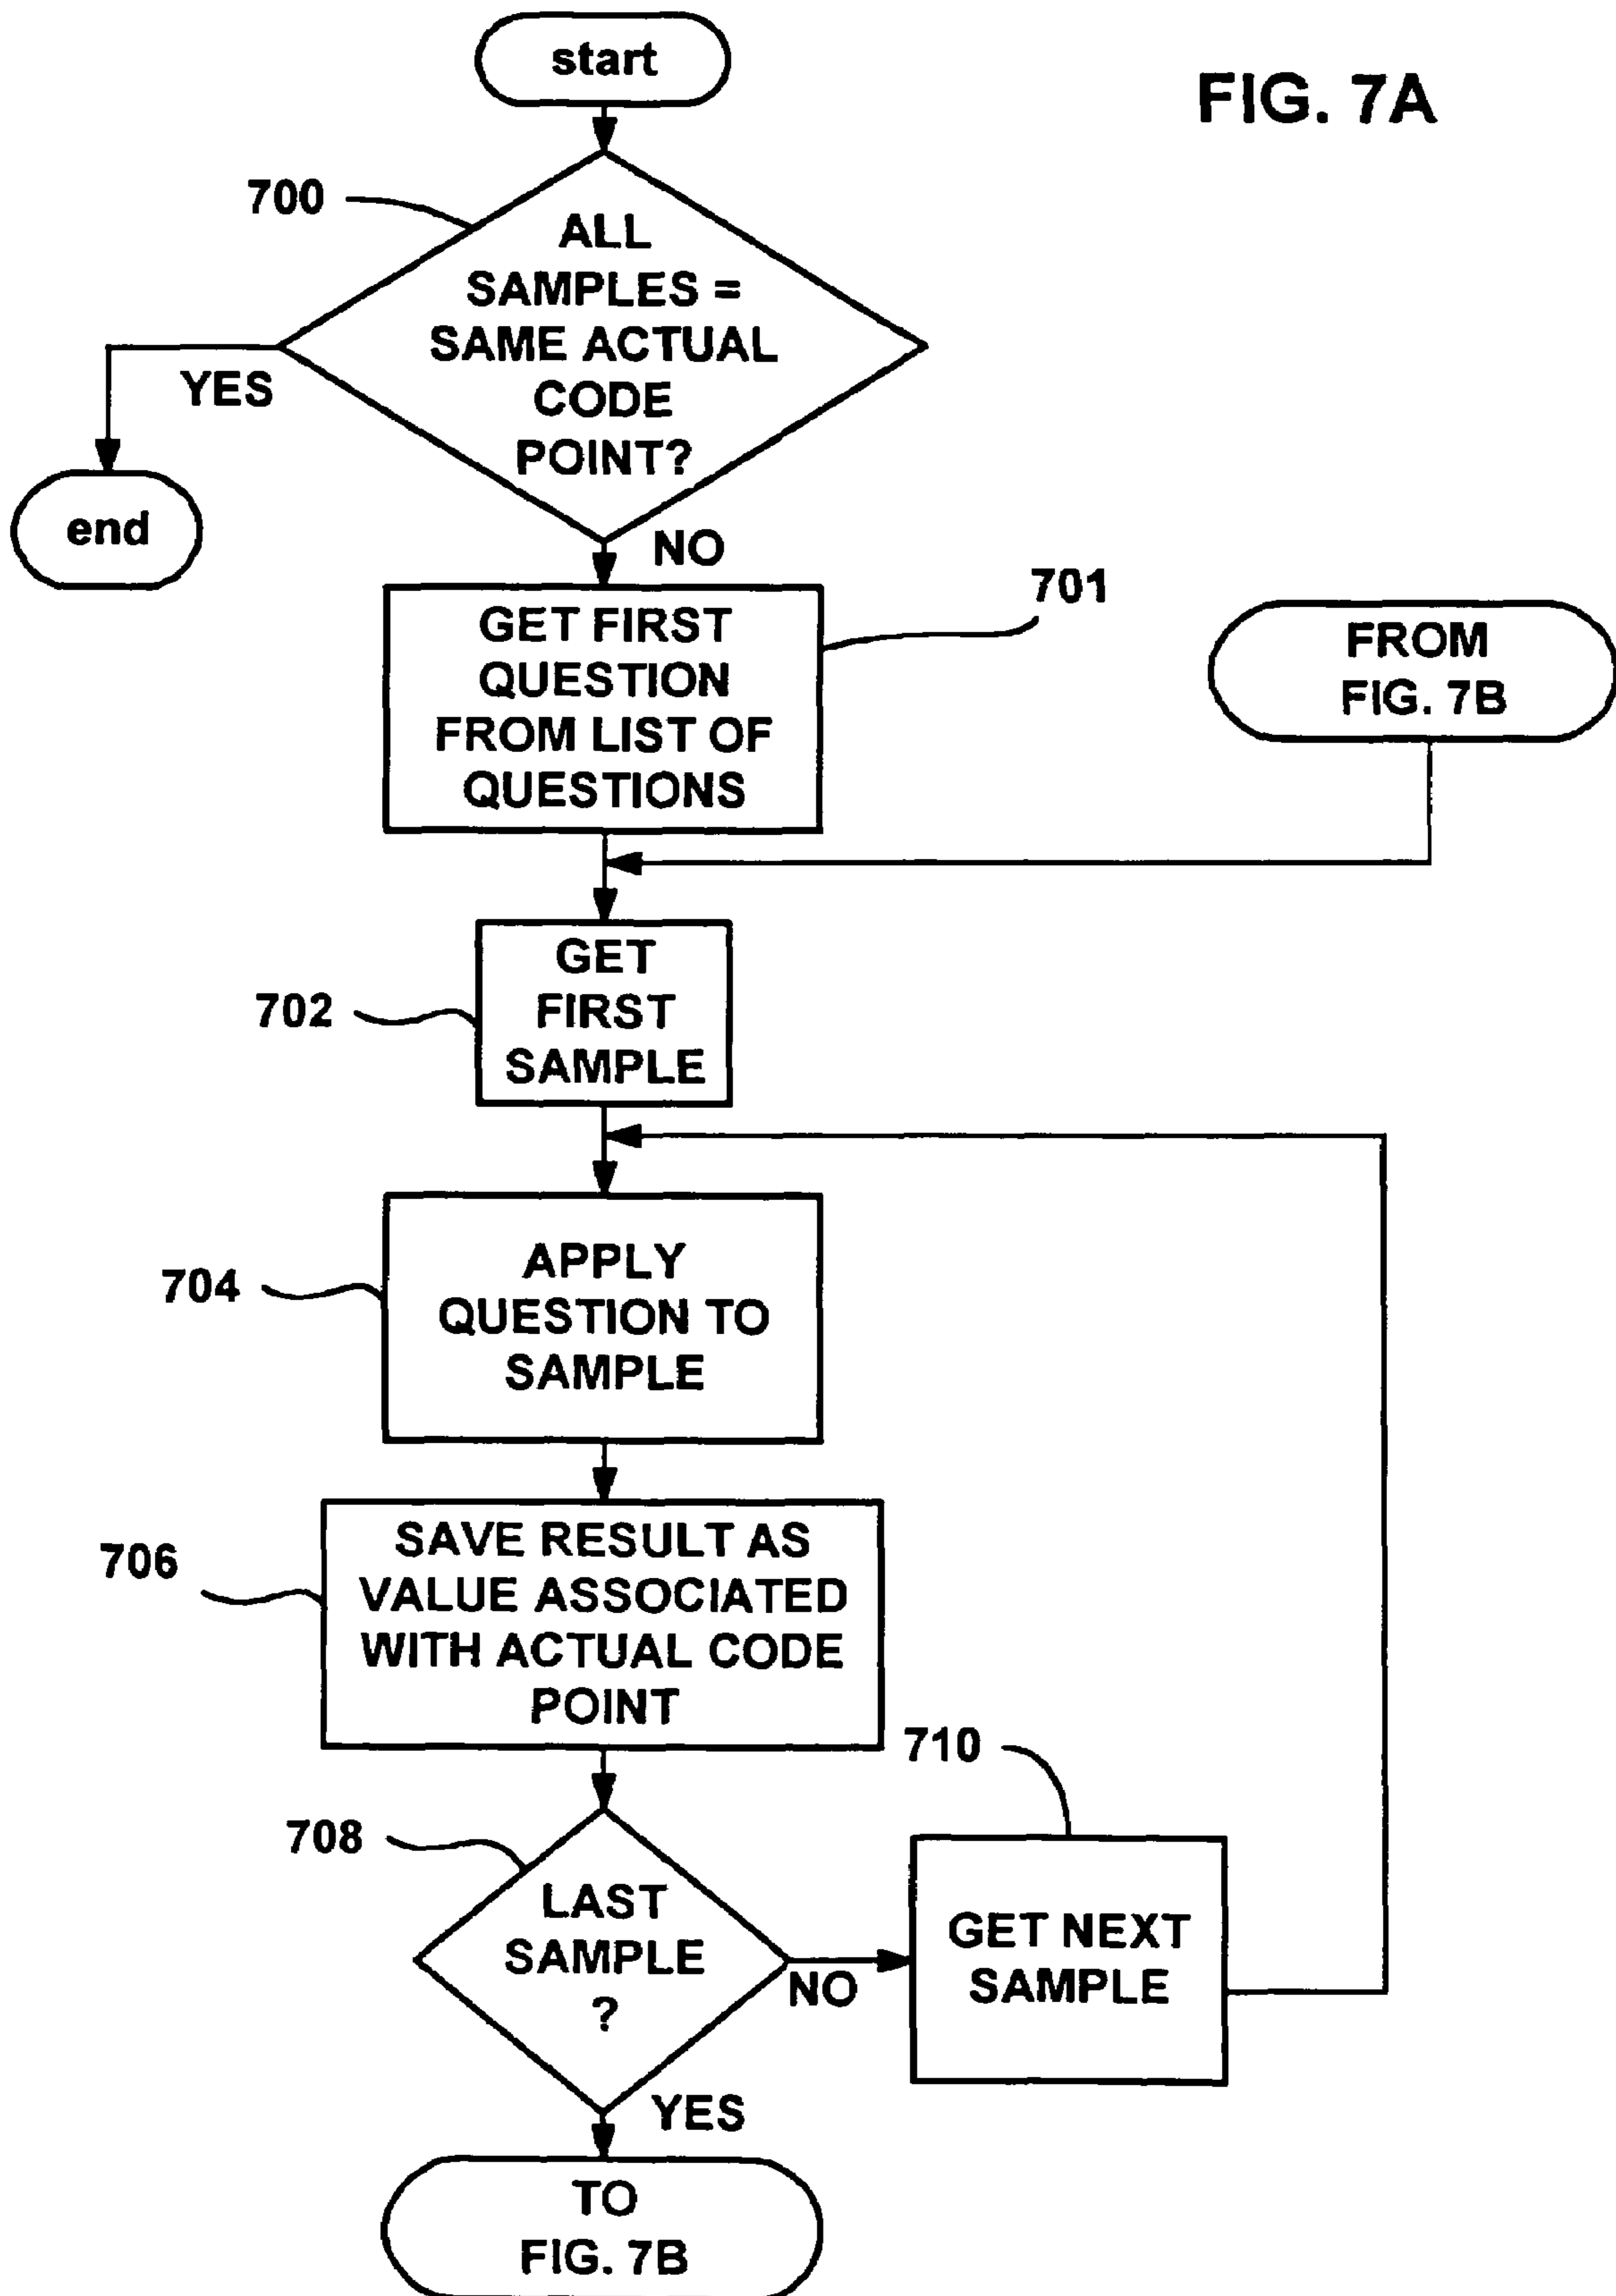 start
FIG. 7A
700
ALL
SAMPLES =
SAME ACTUAL
CODE
POINT?
YES
end
NO
701
GET FIRST
QUESTION
FROM LIST OF
QUESTIONS
FROM
FIG. 7B
702
GET
FIRST
SAMPLE
704
APPLY
QUESTION TO
SAMPLE
706
SAVE RESULT AS
VALUE ASSOCIATED
WITH ACTUAL CODE
POINT
708
LAST
SAMPLE
?
NO
710
GET NEXT
SAMPLE
YES
TO
FIG. 7B